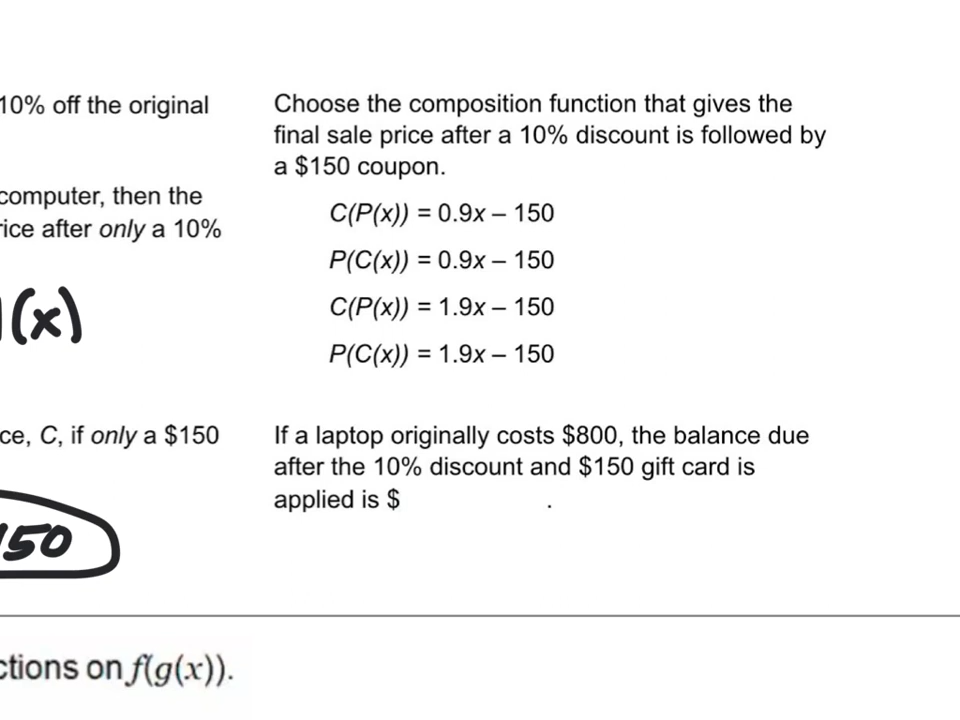 10% off the original
computer, then the
rice after only a 10%
(x)
ce, C, if only a $150
150
Choose the composition function that gives the
final sale price after a 10% discount is followed by
a $150 coupon.
C(P(x)) = 0.9x – 150
P(C(x)) = 0.9x – 150
C(P(x)) = 1.9x – 150
P(C(x)) = 1.9x – 150
If a laptop originally costs $800, the balance due
after the 10% discount and $150 gift card is
applied is $ .
ctions on f(g(x)).